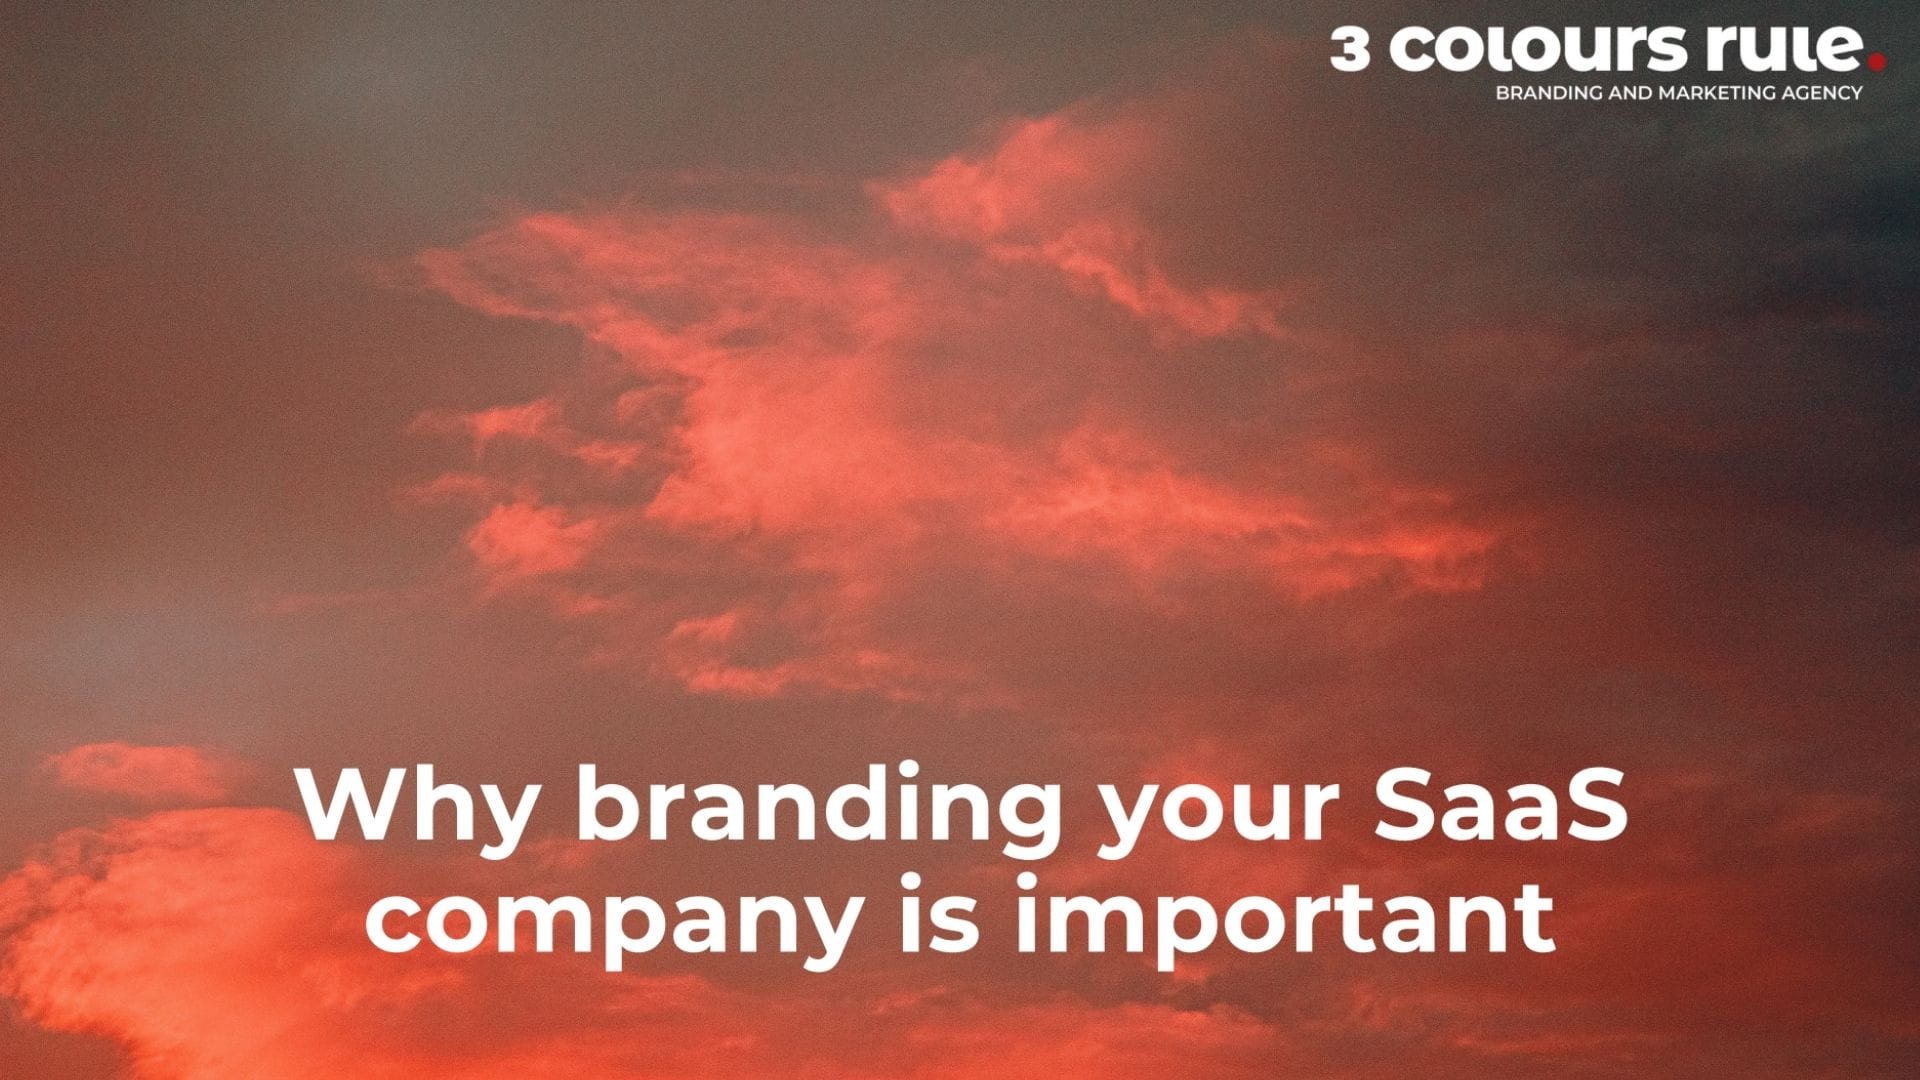 3 colours rule.
BRANDING AND MARKETING AGENCY
Why branding your SaaS
company is important